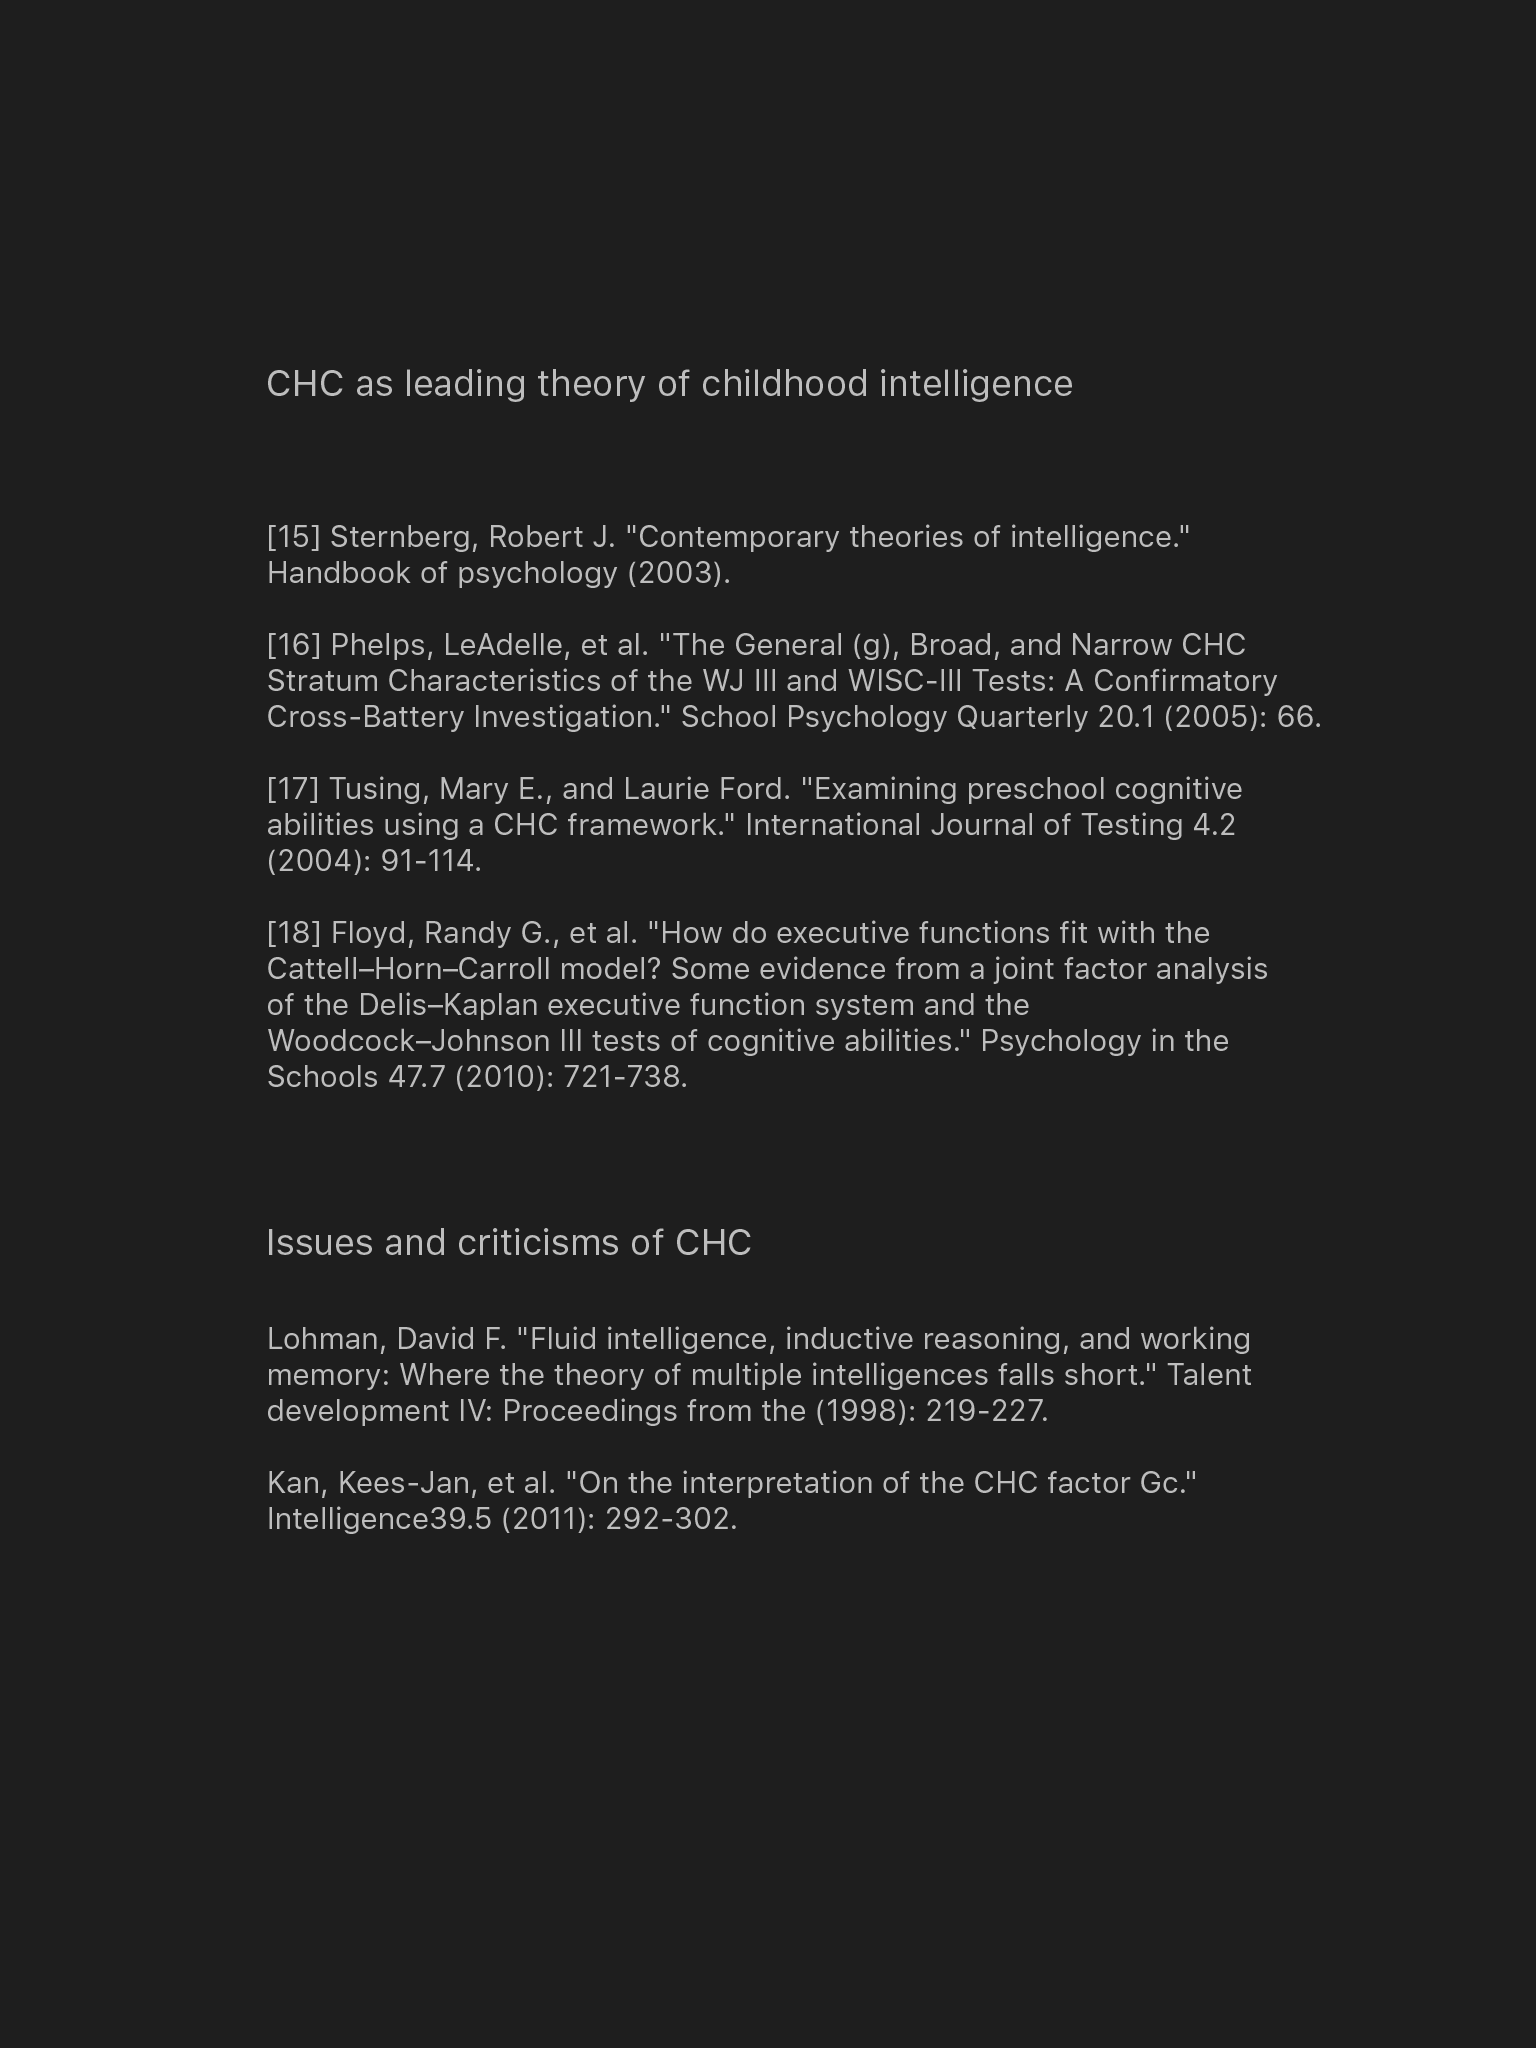 CHC as leading theory of childhood intelligence
[15] Sternberg, Robert J. "Contemporary theories of intelligence."
Handbook of psychology (2003).
[16] Phelps, LeAdelle, et al. "The General (g), Broad, and Narrow CHC
Stratum Characteristics of the WJ III and WISC-III Tests: A Confirmatory
Cross-Battery Investigation." School Psychology Quarterly 20.1 (2005): 66.
[17] Tusing, Mary E., and Laurie Ford. "Examining preschool cognitive
abilities using a CHC framework." International Journal of Testing 4.2
(2004): 91-114.
[18] Floyd, Randy G., et al. "How do executive functions fit with the
Cattell–Horn–Carroll model? Some evidence from a joint factor analysis
of the Delis–Kaplan executive function system and the
Woodcock–Johnson III tests of cognitive abilities." Psychology in the
Schools 47.7 (2010): 721-738.
Issues and criticisms of CHC
Lohman, David F. "Fluid intelligence, inductive reasoning, and working
memory: Where the theory of multiple intelligences falls short." Talent
development IV: Proceedings from the (1998): 219-227.
Kan, Kees-Jan, et al. "On the interpretation of the CHC factor Gc."
Intelligence39.5 (2011): 292-302.